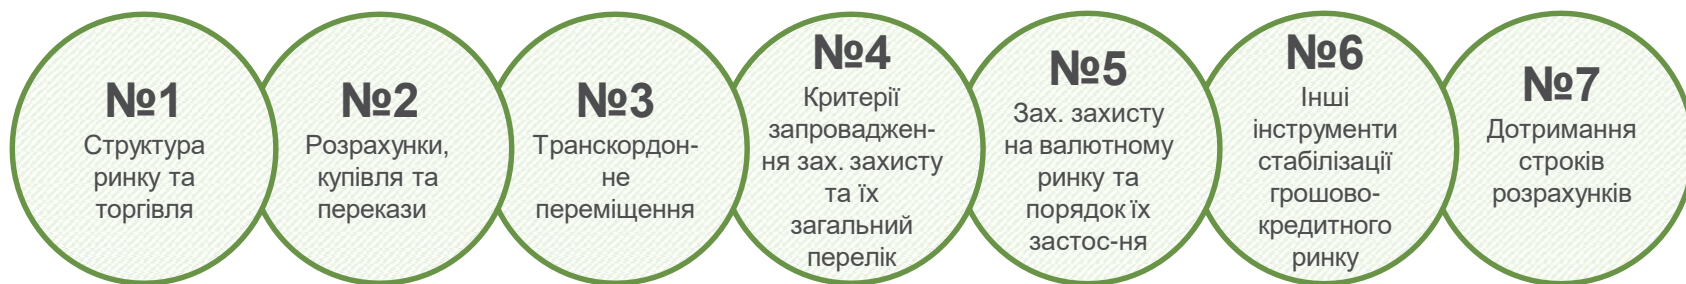 №1
Структура
ринку та
торгівля
№2
Розрахунки,
купівля та
перекази
№3
Транскордон-
не
переміщення
№4
Критерії
запроваджен-
ня зах. захисту
та їх
загальний
перелік
№5
Зах. захисту
на валютному
ринку та
порядок їх
застос-ня
№6
Інші
інструменти
стабілізації
грошово-
кредитного
ринку
№7
Дотримання
строків
розрахунків